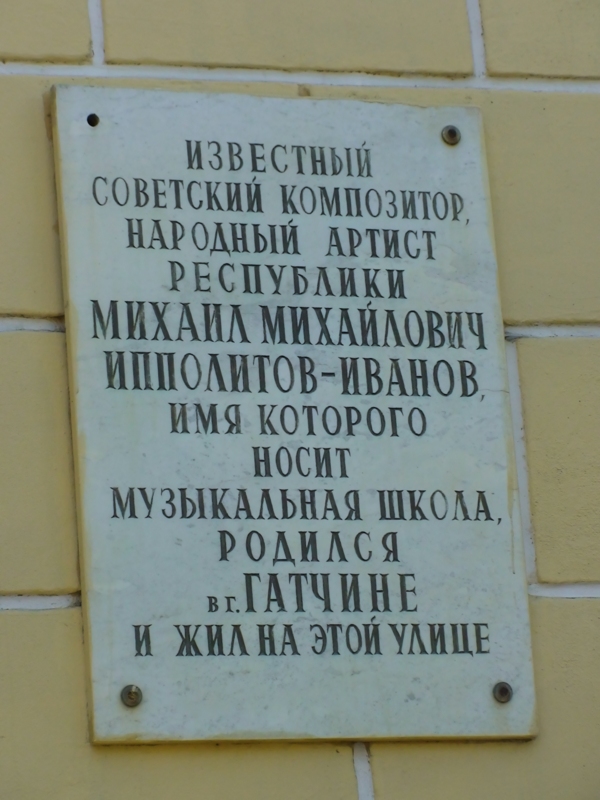 ИЗВЕСТНЫЙ
СОВЕТСКИЙ КОМПОЗИТОР,
НАРОДНЫЙ АРТИСТ
РЕСПУБЛИКИ
МИХАИЛ МИХАЙЛОВИЧ
ИППОЛИТОВ-ИВАНОВ,
ИМЯ КОТОРОГО
НОСИТ
МУЗЫКАЛЬНАЯ ШКОЛА,
РОДИЛСЯ
в г. ГАТЧИНЕ
И ЖИЛ НА ЭТОЙ УЛИЦЕ